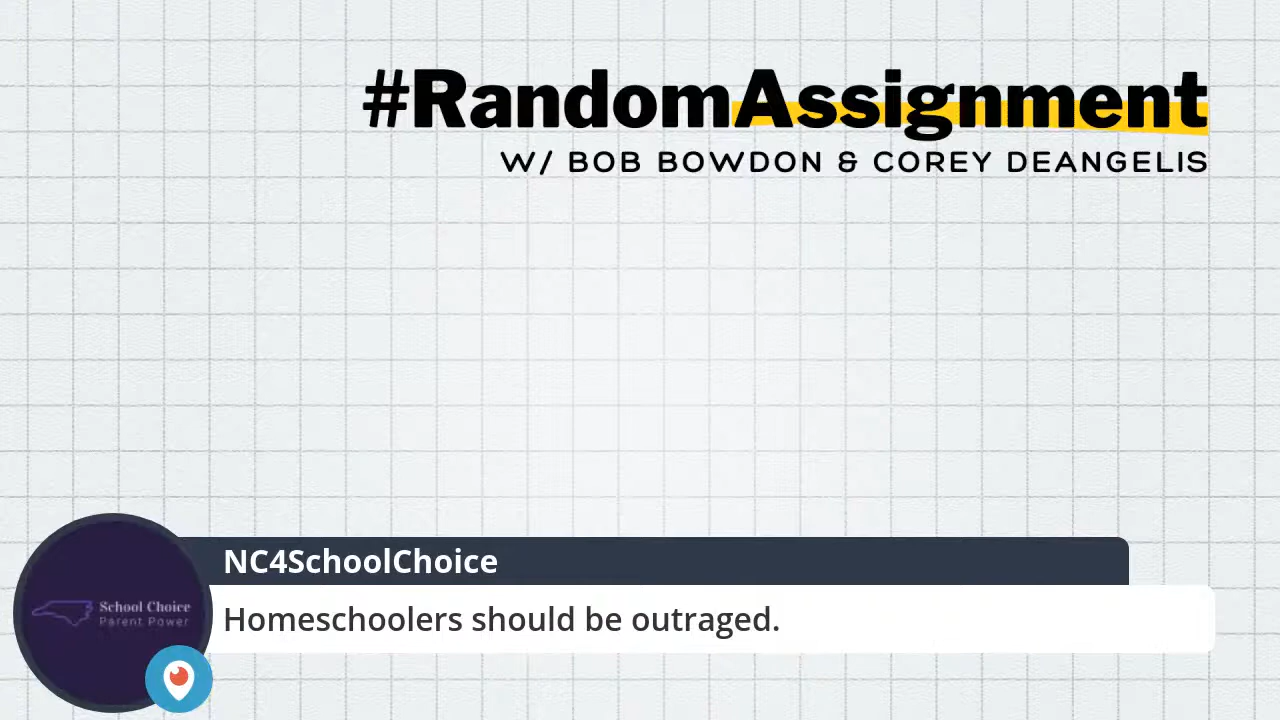 #RandomAssignment
W/ BOB BOWDON & COREY DEANGELIS
NC4SchoolChoice
School Choice
Parent Power
Homeschoolers should be outraged.